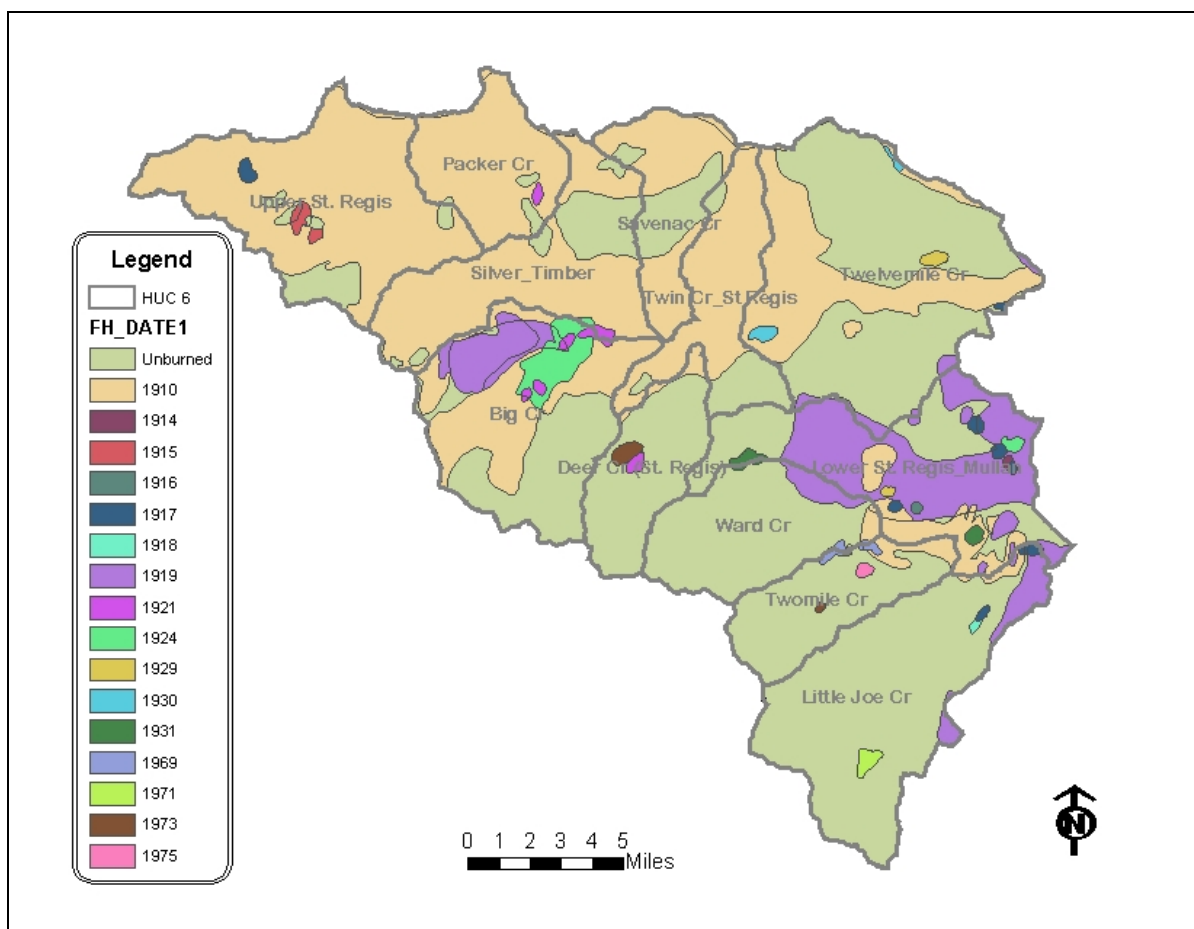 Packer Cr
Upper St. Regis
Savenac Cr
Silver_Timber
Twelvemile Cr
Twin Cr_St Regis
Big Cr
Deer Cr (St. Regis)
Lower St. Regis_Mullan
Ward Cr
Twomile Cr
Little Joe Cr
Legend
HUC 6
FH_DATE1
Unburned
1910
1914
1915
1916
1917
1918
1919
1921
1924
1929
1930
1931
1969
1971
1973
1975
0 1 2 3 4 5
Miles
N